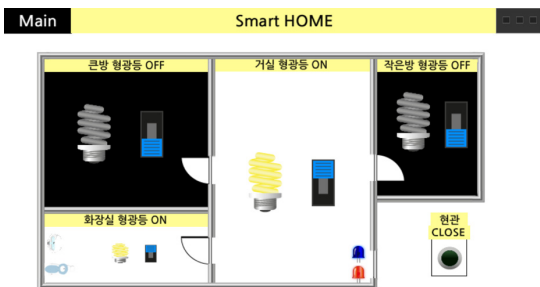 Main
Smart HOME
큰방 형광등 OFF
거실 형광등 ON
작은방 형광등 OFF
화장실 형광등 ON
현관
CLOSE